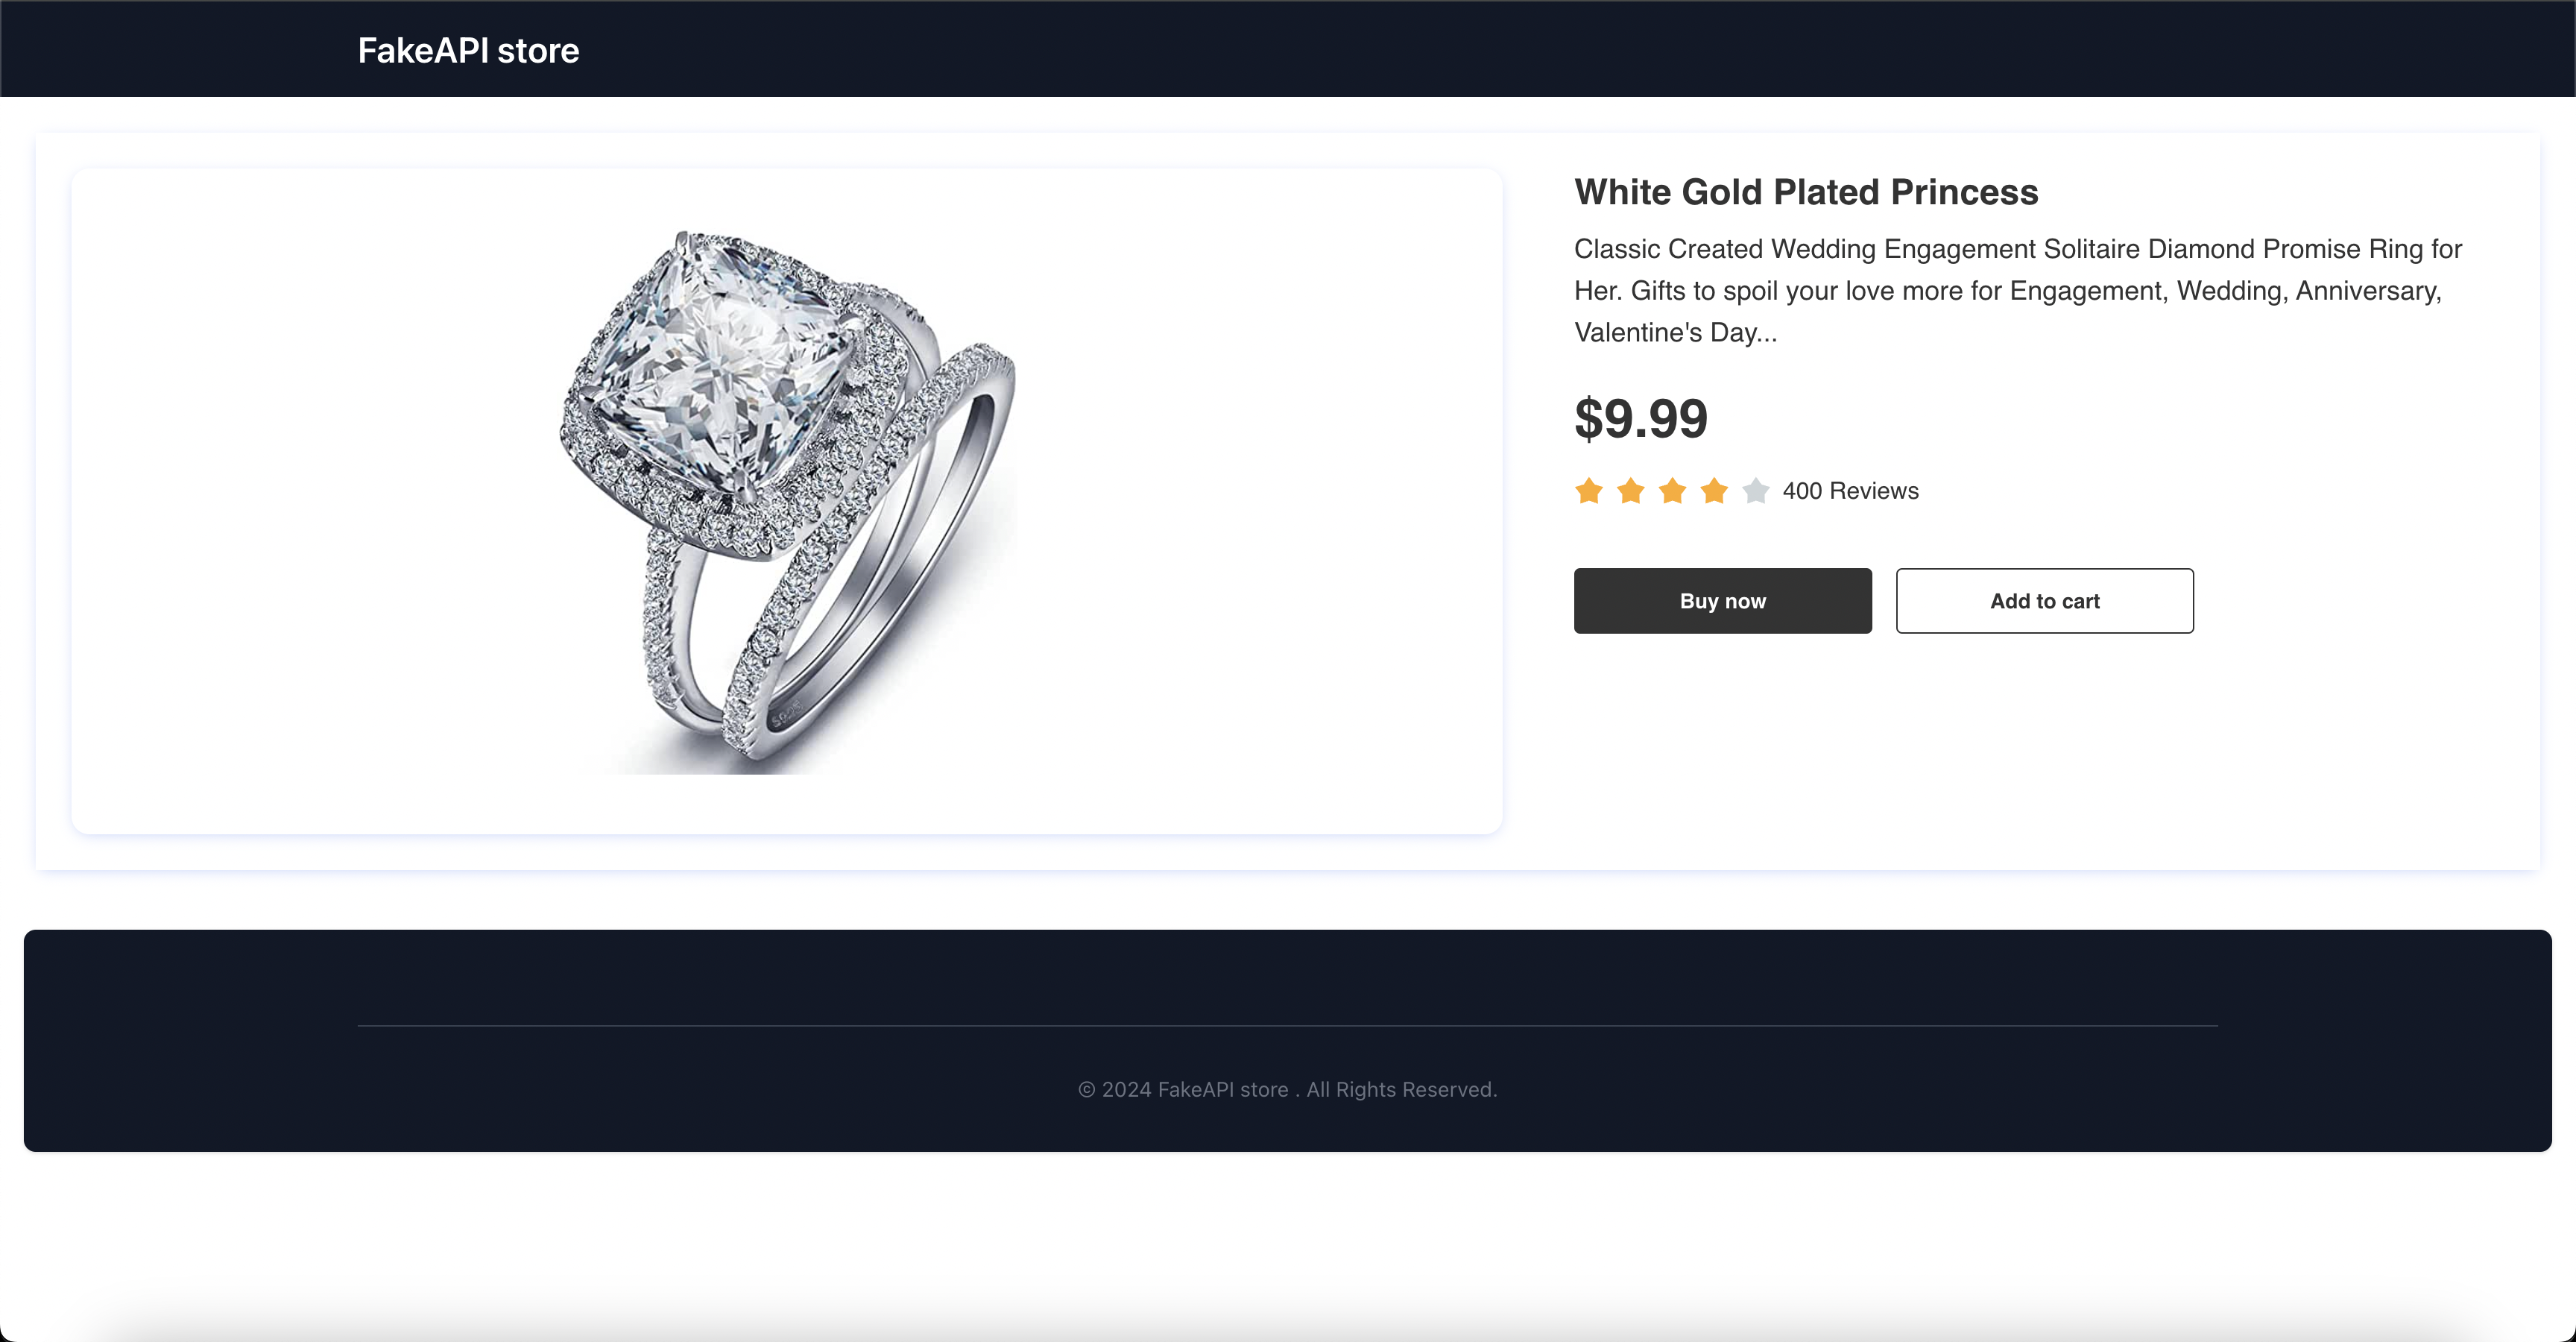 FakeAPI store
White Gold Plated Princess
Classic Created Wedding Engagement Solitaire Diamond Promise Ring for
Her. Gifts to spoil your love more for Engagement, Wedding, Anniversary,
Valentine's Day...
$9.99
400 Reviews
Buy now
Add to cart
S925
© 2024 FakeAPI store . All Rights Reserved.